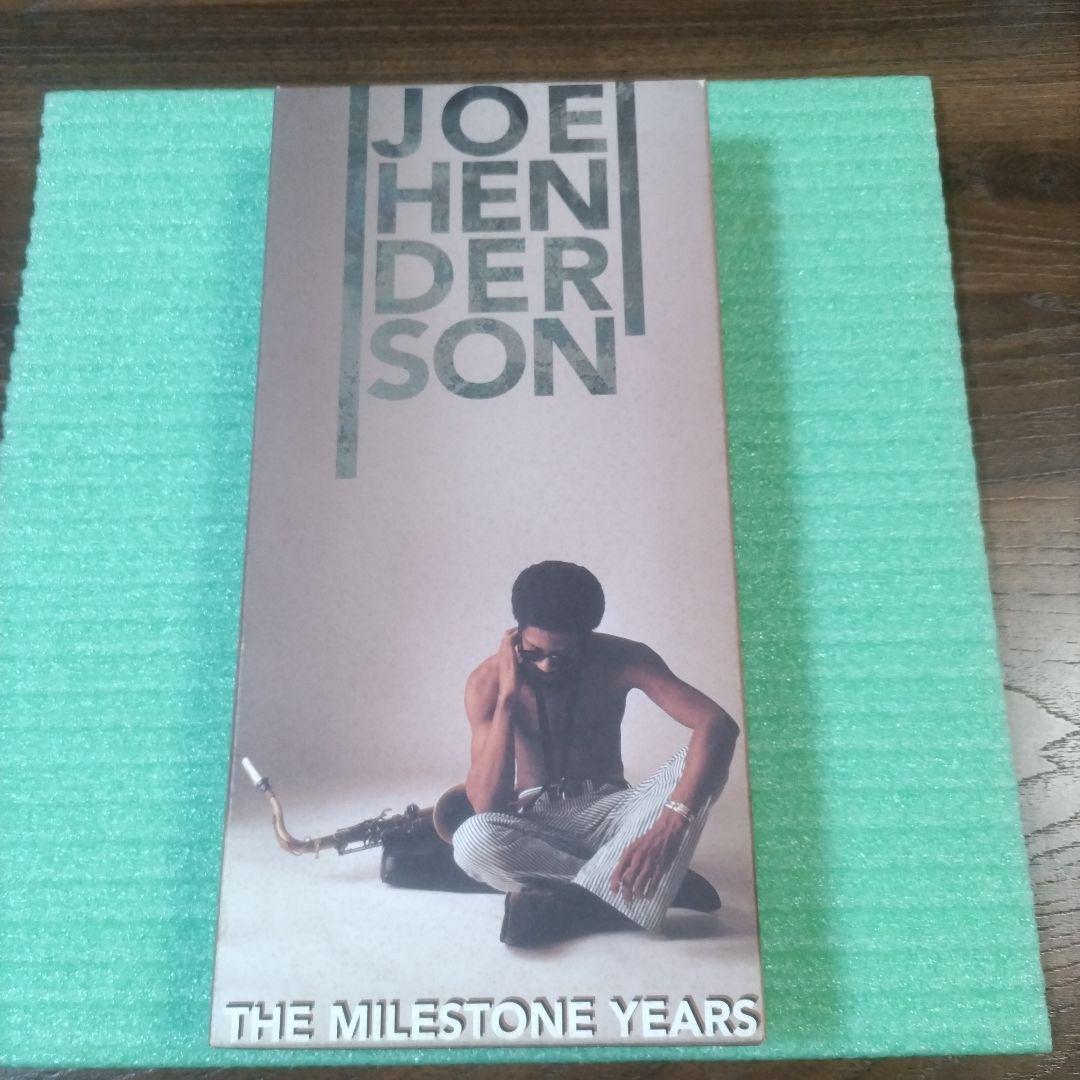 JOE
HEN
DER
SON
THE MILESTONE YEARS